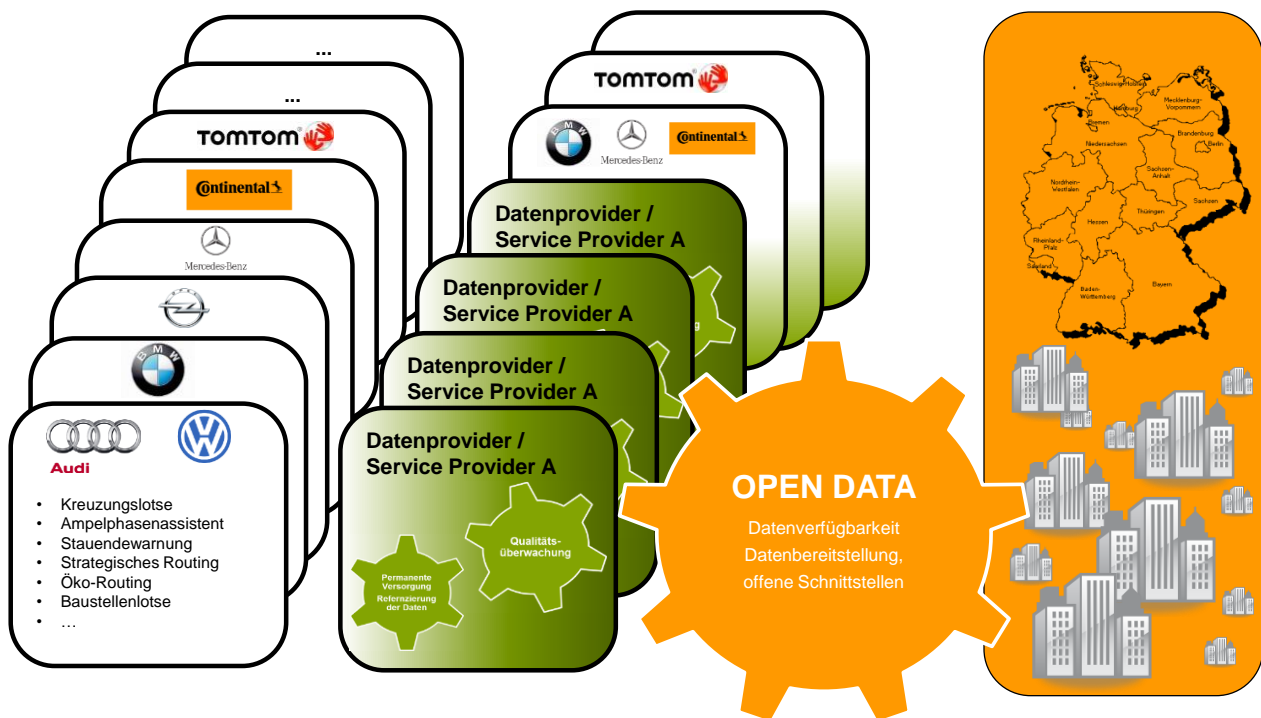 ...
...
TOMTOM
Continental
Mercedes-Benz
BMW
Audi
• Kreuzungslotse
• Ampelphasenassistent
• Stauendewarnung
• Strategisches Routing
• Öko-Routing
• Baustellenlotse
• …
TOMTOM
BMW
Mercedes-Benz
Continental
Datenprovider /
Service Provider A
Datenprovider /
Service Provider A
Datenprovider /
Service Provider A
Datenprovider /
Service Provider A
Qualitäts-
überwachung
Permanente
Versorgung
Refernzierung
der Daten
OPEN DATA
Datenverfügbarkeit
Datenbereitstellung,
offene Schnittstellen
Schleswig-Holstein
Mecklenburg-
Vorpommern
Hamburg
Bremen
Brandenburg
Berlin
Niedersachsen
Sachsen-
Anhalt
Nordrhein-
Westfalen
Sachsen
Thüringen
Hessen
Rheinland-
Pfalz
Saarland
Bayern
Baden-
Württemberg